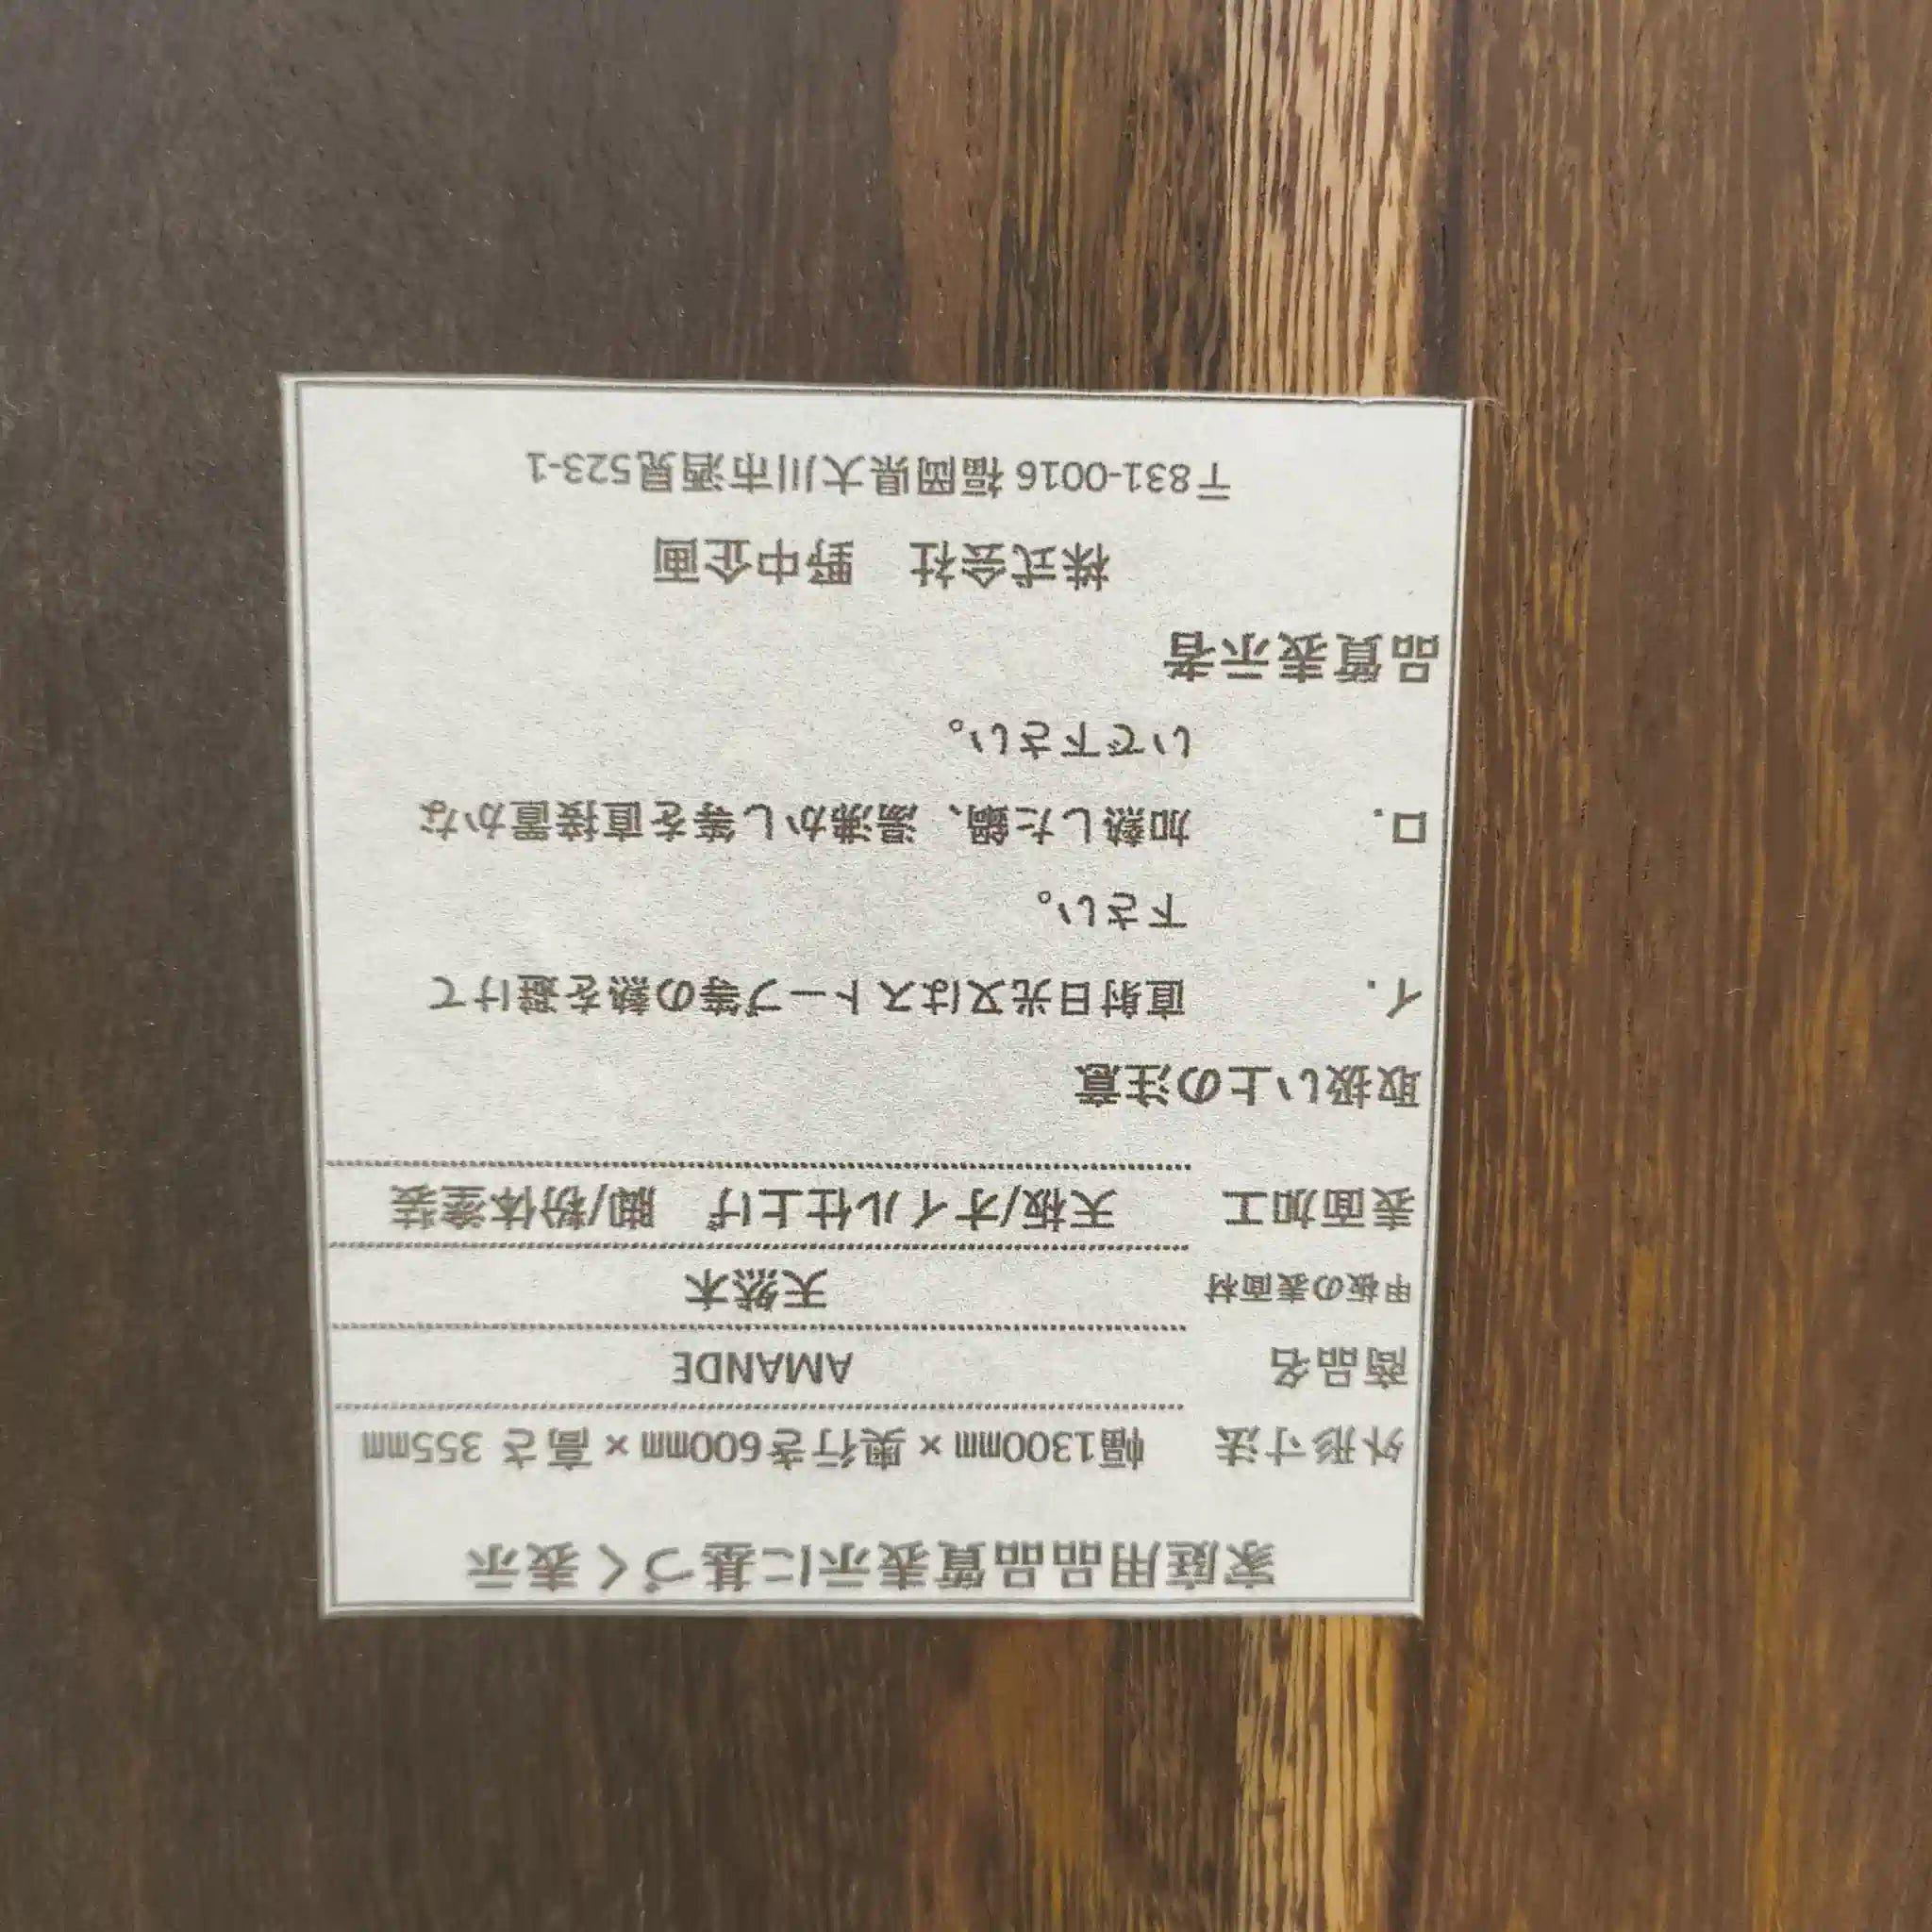 家庭用品品質表示に基づく表示
外形寸法 幅1300mm × 奥行き600mm × 高さ 355mm
商品名 AMANDE
甲板の表面材 天然木
表面加工 天板/オイル仕上げ 脚/粉体塗装
取扱い上の注意
イ. 直射日光又はストーブ等の熱を避けて
下さい。
ロ. 加熱した鍋、湯沸かし等を直接置かな
いで下さい。
品質表示者
株式会社 野中企画
〒831-0016 福岡県大川市酒見523-1